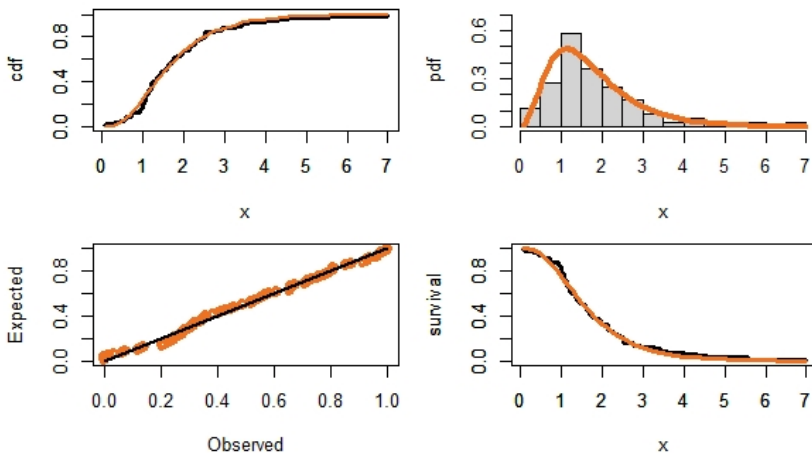 cdf
0.0 0.4 0.8
0 1 2 3 4 5 6 7
x
pdf
0.0 0.3 0.6
0 1 2 3 4 5 6 7
x
Expected
0.0 0.4 0.8
0.0 0.2 0.4 0.6 0.8 1.0
Observed
survival
0.0 0.4 0.8
0 1 2 3 4 5 6 7
x